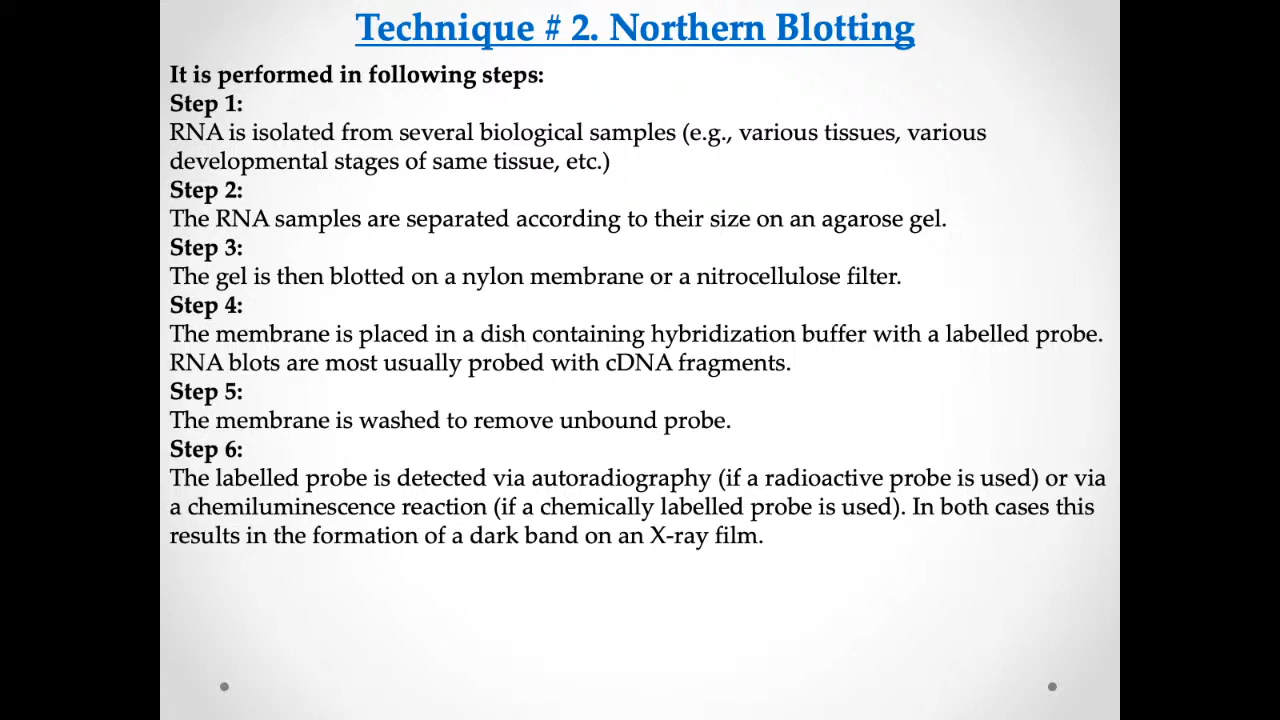 Technique # 2. Northern Blotting
It is performed in following steps:
Step 1:
RNA is isolated from several biological samples (e.g., various tissues, various
developmental stages of same tissue, etc.)
Step 2:
The RNA samples are separated according to their size on an agarose gel.
Step 3:
The gel is then blotted on a nylon membrane or a nitrocellulose filter.
Step 4:
The membrane is placed in a dish containing hybridization buffer with a labelled probe.
RNA blots are most usually probed with cDNA fragments.
Step 5:
The membrane is washed to remove unbound probe.
Step 6:
The labelled probe is detected via autoradiography (if a radioactive probe is used) or via
a chemiluminescence reaction (if a chemically labelled probe is used). In both cases this
results in the formation of a dark band on an X-ray film.